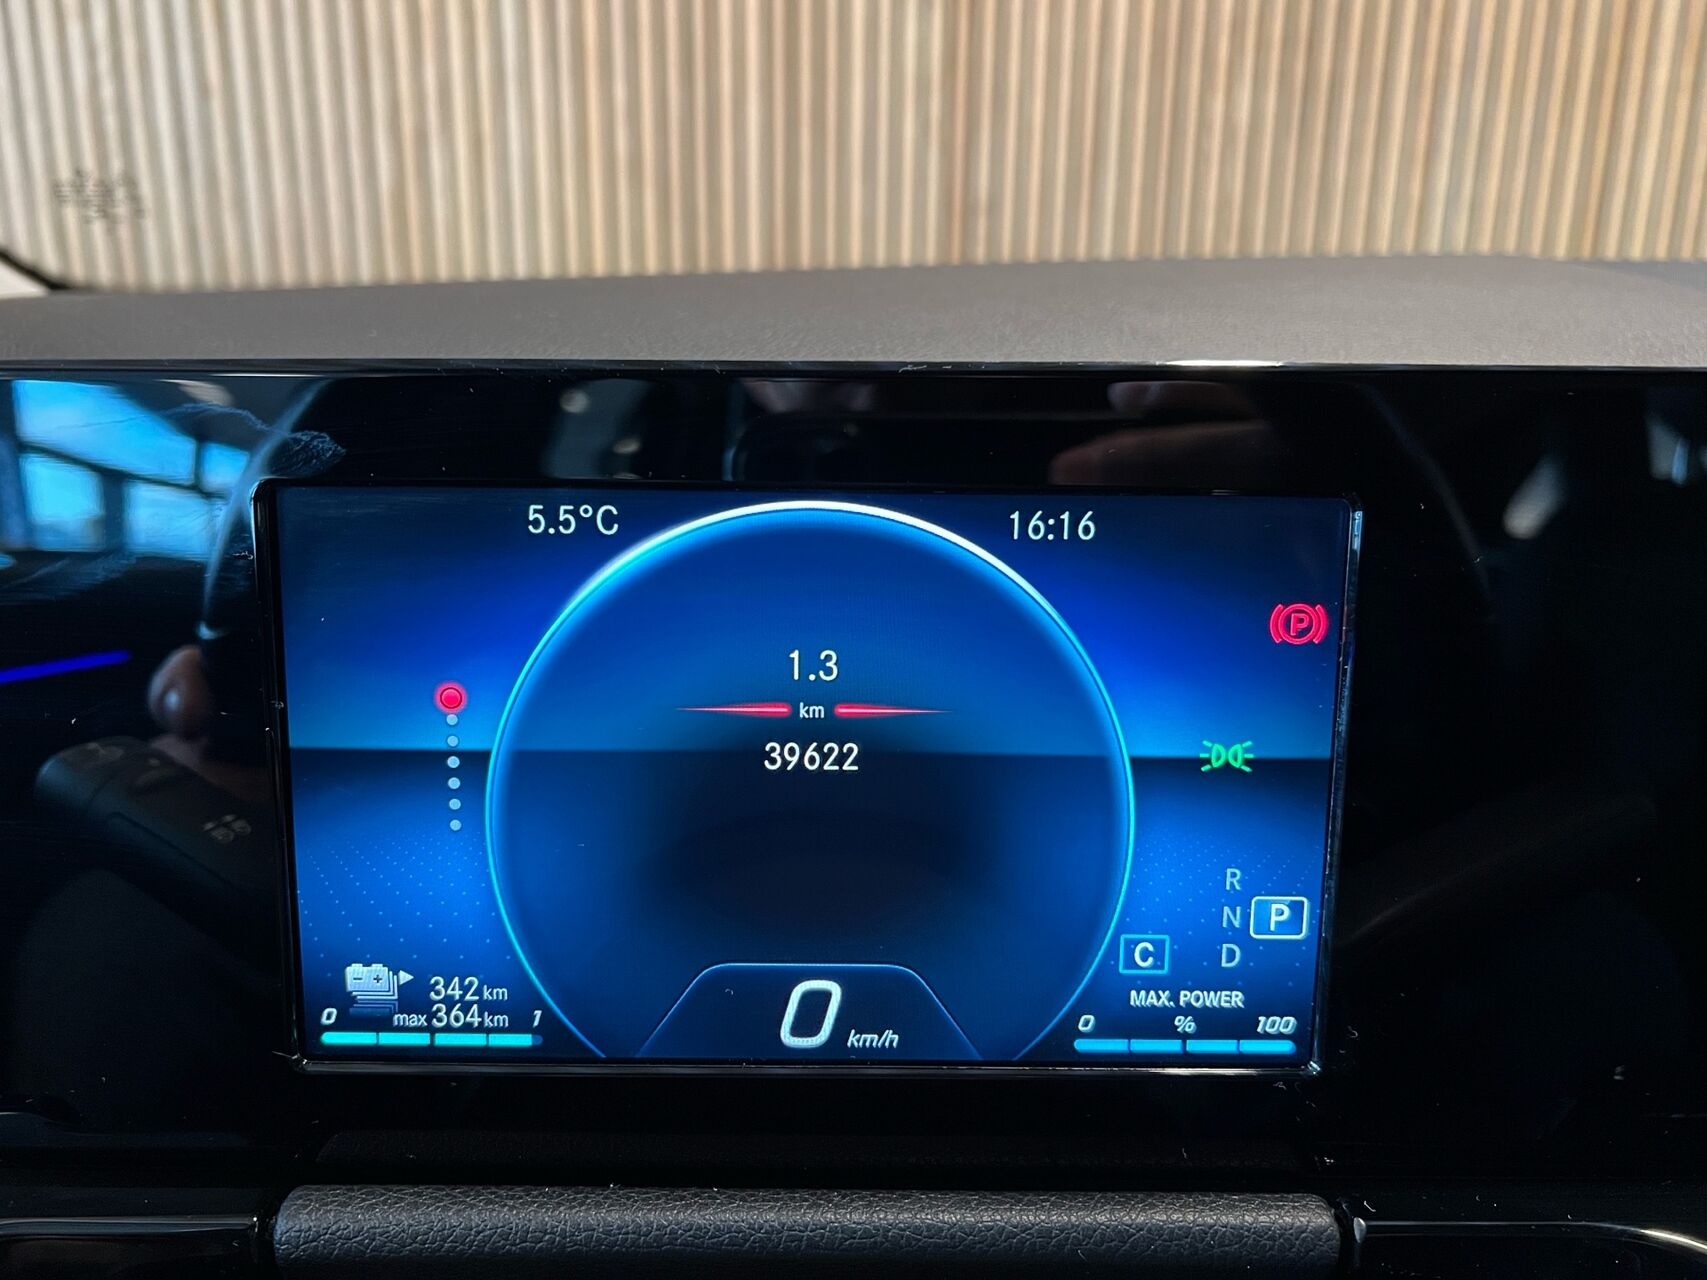 5.5°C
16:16
P
1.3
km
39622
R
N P
C D
342 km
max 364 km
0 1
0 km/h
MAX. POWER
0 % 100